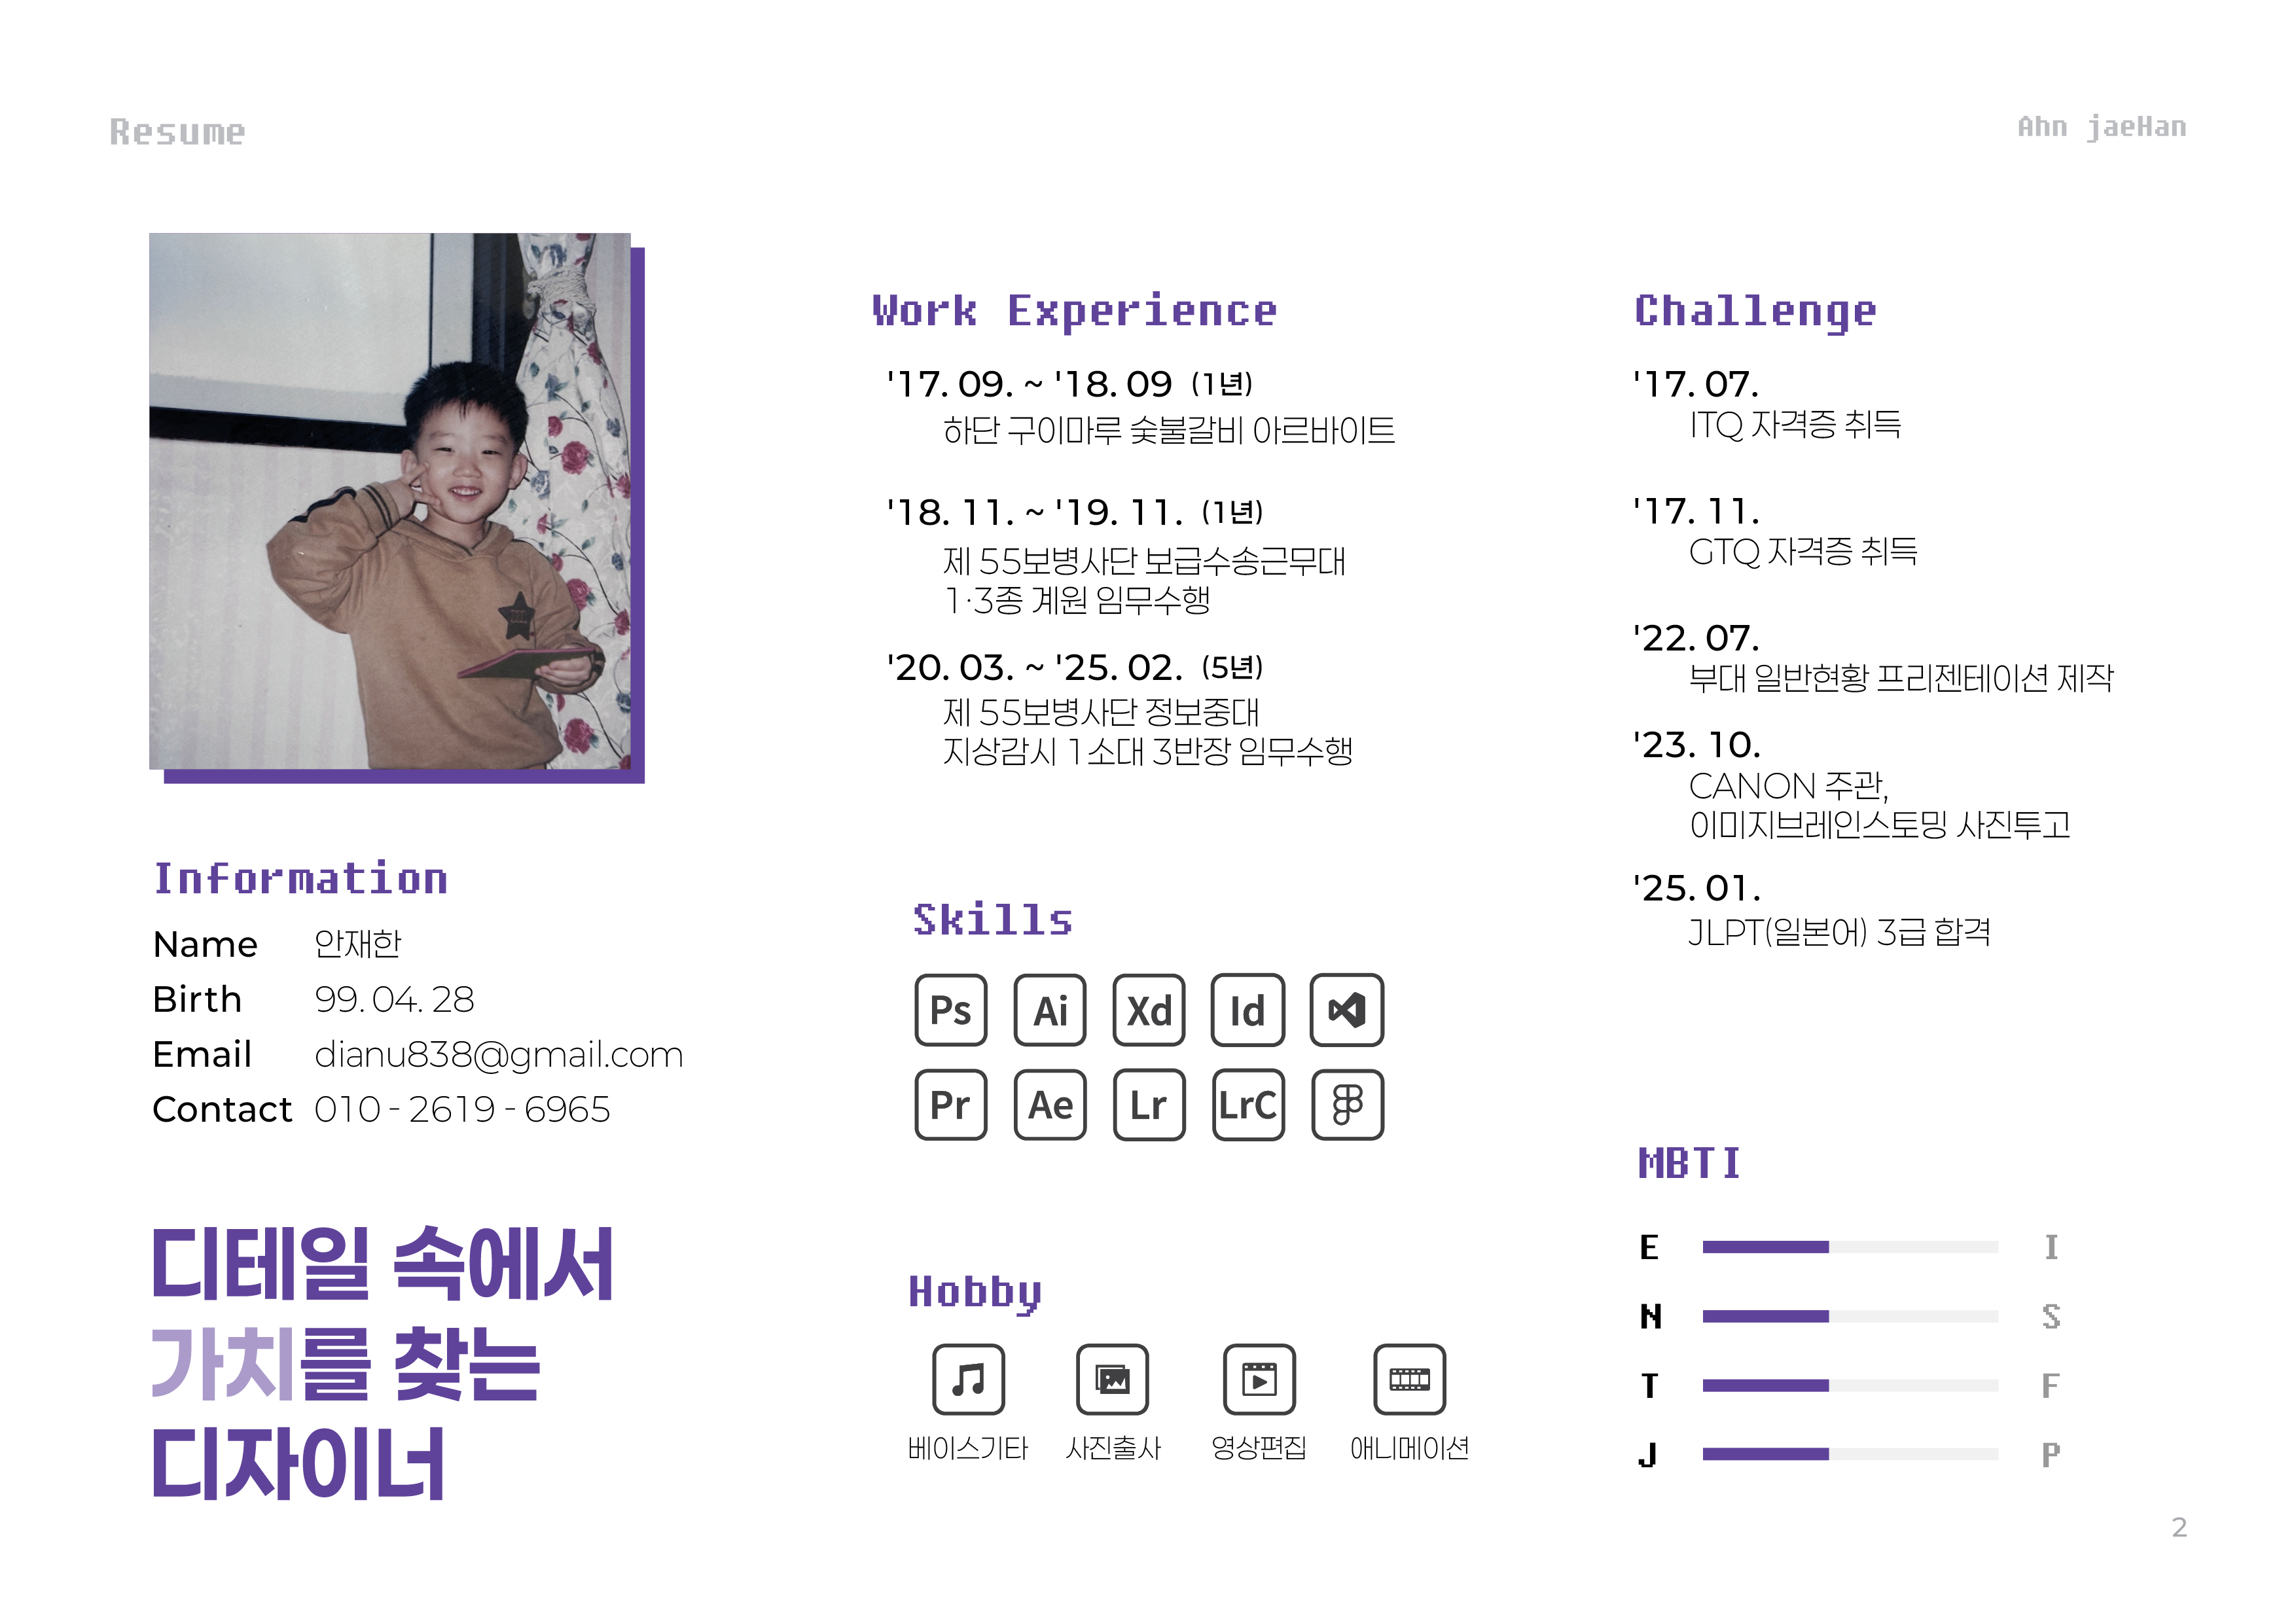 Resume
Ahn jaeHan
Information
Name 안재한
Birth 99. 04. 28
Email dianu838@gmail.com
Contact 010 - 2619 - 6965
디테일 속에서
가치를 찾는
디자이너
Work Experience
'17. 09. ~ '18. 09 (1년)
하단 구이마루 숯불갈비 아르바이트
'18. 11. ~ '19. 11. (1년)
제 55보병사단 보급수송근무대
1·3종 계원 임무수행
'20. 03. ~ '25. 02. (5년)
제 55보병사단 정보중대
지상감시 1소대 3반장 임무수행
Skills
Ps Ai Xd Id
Pr Ae Lr LrC
Hobby
베이스기타 사진출사 영상편집 애니메이션
Challenge
'17. 07.
ITQ 자격증 취득
'17. 11.
GTQ 자격증 취득
'22. 07.
부대 일반현황 프리젠테이션 제작
'23. 10.
CANON 주관,
이미지브레인스토밍 사진투고
'25. 01.
JLPT(일본어) 3급 합격
MBTI
E I
N S
T F
J P
2